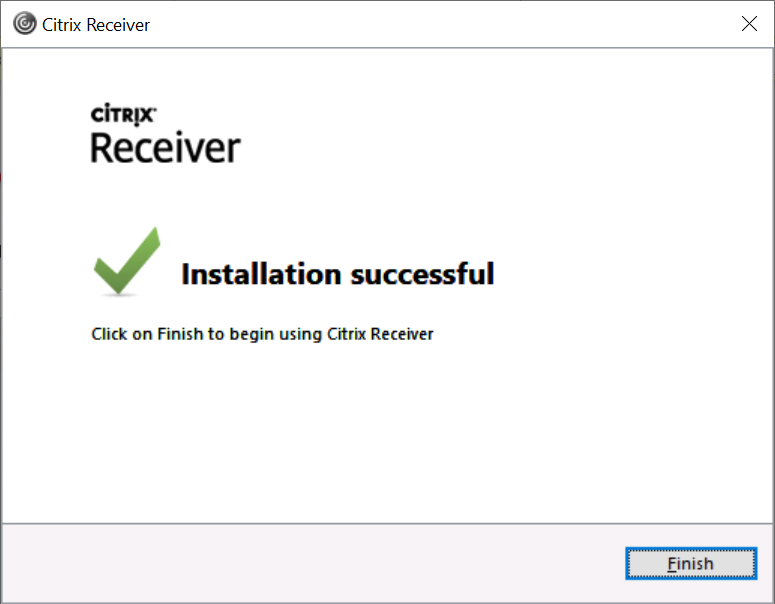 Citrix Receiver
CiTRIX
Receiver
Installation successful
Click on Finish to begin using Citrix Receiver
Finish